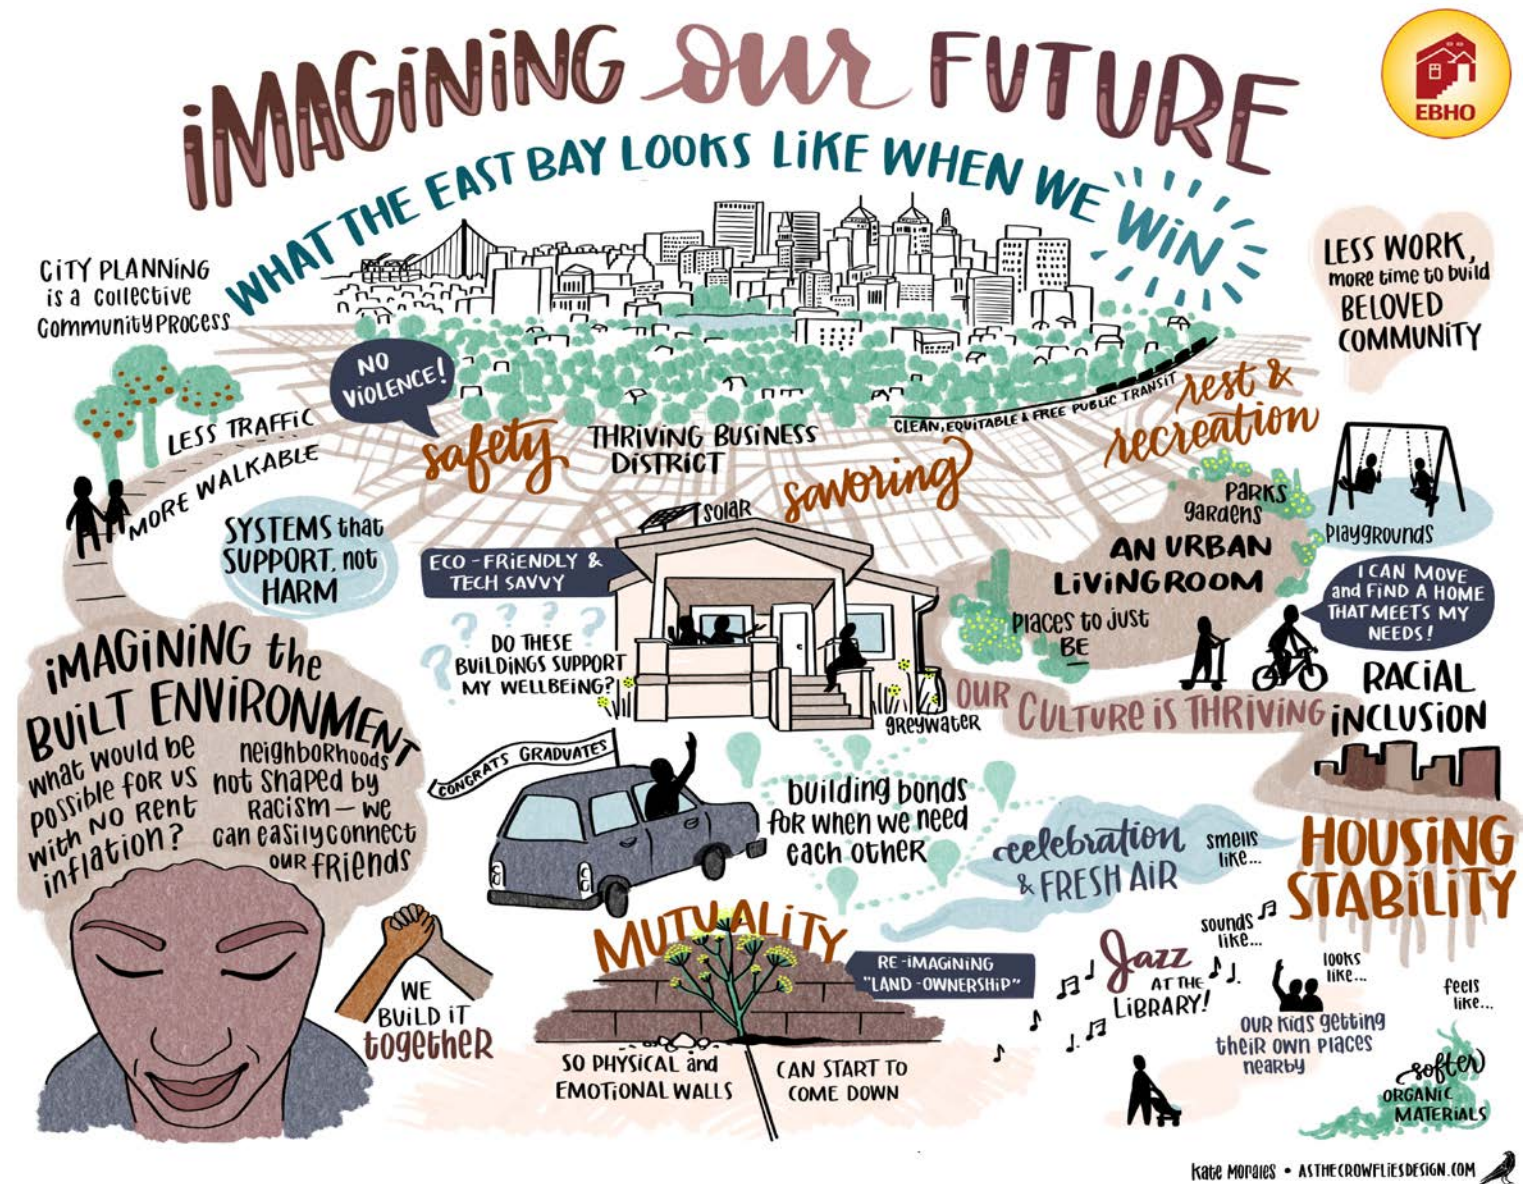 iMAGiNiNG our FUTURE
EBHO
WHAT THE EAST BAY LOOKS LiKE WHEN WE WiN
CiTY PLANNiNG
is a collective
community PROCESS
LESS WORK,
more time to build
BELOVED
COMMUNiTY
NO
ViOLENCE!
LESS TRAFFiC
MORE WALKABLE
safety
THRiViNG BUSiNESS
DiSTRiCT
savoring
CLEAN, EQUiTABLE & FREE PUBLiC TRANSiT
rest &
recreation
SYSTEMS that
SUPPORT, not
HARM
SOLAR
ECO-FRiENDLY &
TECH SAVVY
? ? ? ? ?
DO THESE
BUiLDiNGS SUPPORT
MY WELLBEiNG?
greywater
PARKS
gardens
Playgrounds
AN URBAN
LiViNGROOM
Places to just
BE
I CAN MOVE
and FiND A HOME
THAT MEETS MY
NEEDS!
OUR CULTURE iS THRiViNG
RACiAL
iNCLUSiON
iMAGiNiNG the
BUiLT ENViRONMENT
what would be
possible for us
with NO RENT
inflation?
neighborhoods
not shaped by
RACiSM — we
can easily connect
our friends
CONGRATS GRADUATES
building bonds
for when we need
each other
celebration
& FRESH AiR
smells
like...
HOUSiNG
STABiLiTY
WE
BUiLD iT
together
MUTUALiTY
RE-iMAGiNiNG
"LAND-OWNERSHiP"
SO PHYSiCAL and
EMOTiONAL WALLS
CAN START TO
COME DOWN
sounds
like...
Jazz
AT THE
LiBRARY!
looks
like...
OUR kids getting
their own places
nearby
feels
like...
softer
ORGANiC
MATERiALS
Kate Morales • ASTHECROWFLiESDESiGN.COM